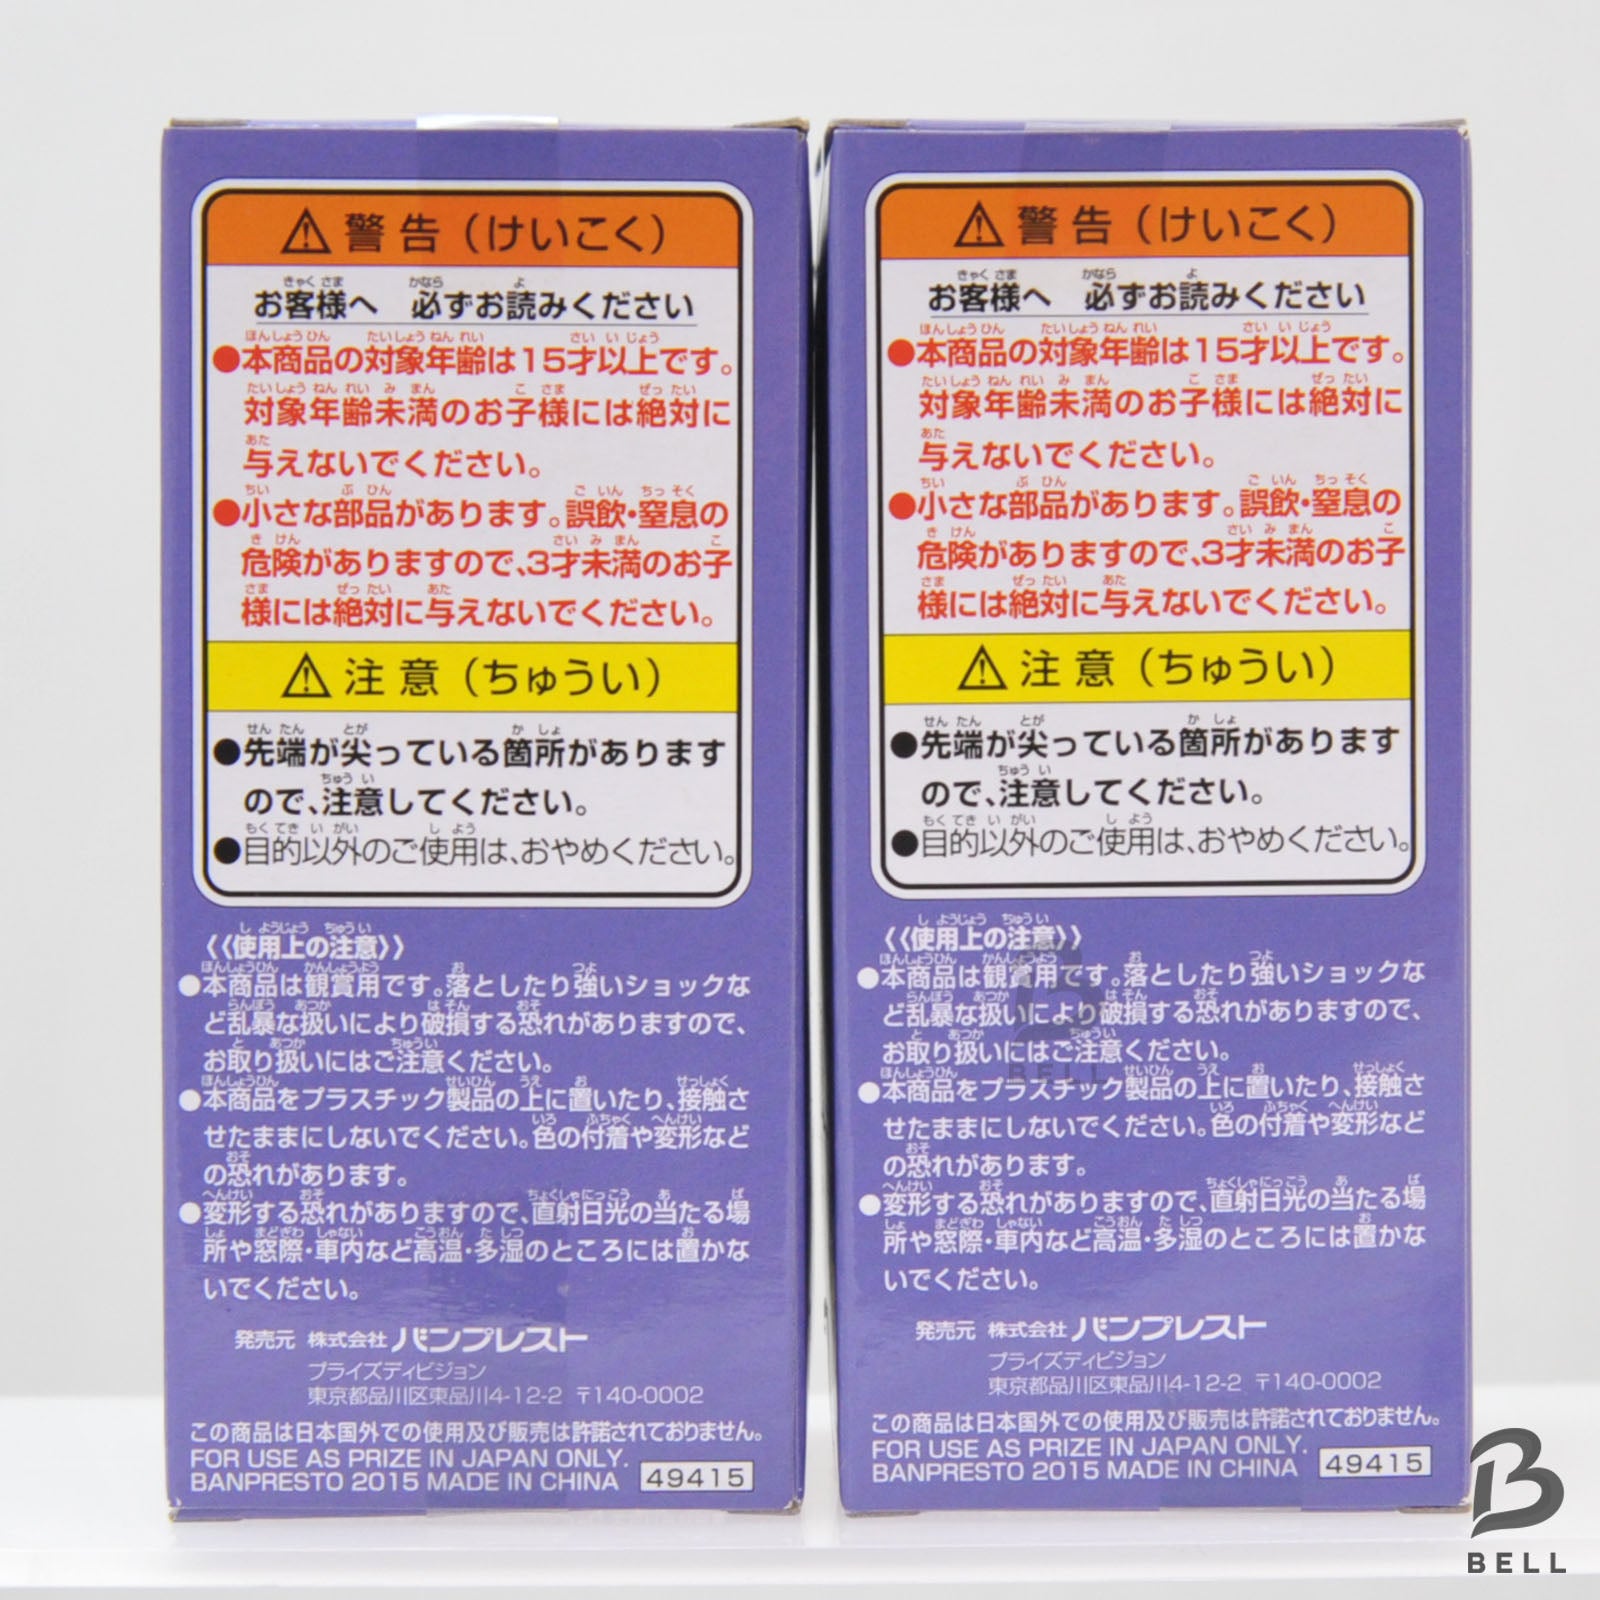 警告（けいこく）
お客様へ 必ずお読みください
●本商品の対象年齢は15才以上です。
対象年齢未満のお子様には絶対に
与えないでください。
●小さな部品があります。誤飲・窒息の
危険がありますので、3才未満のお子
様には絶対に与えないでください。
注意（ちゅうい）
●先端が尖っている箇所があります
ので、注意してください。
●目的以外のご使用は、おやめください。
《使用上の注意》
●本商品は観賞用です。落としたり強いショックな
ど乱暴な扱いにより破損する恐れがありますので、
お取り扱いにはご注意ください。
●本商品をプラスチック製品の上に置いたり、接触さ
せたままにしないでください。色の付着や変形など
の恐れがあります。
●変形する恐れがありますので、直射日光の当たる場
所や窓際・車内など高温・多湿のところには置かな
いでください。
発売元 株式会社 バンプレスト
プライズディビジョン
東京都品川区東品川4-12-2 〒140-0002
この商品は日本国外での使用及び販売は許諾されておりません。
FOR USE AS PRIZE IN JAPAN ONLY.
BANPRESTO 2015 MADE IN CHINA 49415
警告（けいこく）
お客様へ 必ずお読みください
●本商品の対象年齢は15才以上です。
対象年齢未満のお子様には絶対に
与えないでください。
●小さな部品があります。誤飲・窒息の
危険がありますので、3才未満のお子
様には絶対に与えないでください。
注意（ちゅうい）
●先端が尖っている箇所があります
ので、注意してください。
●目的以外のご使用は、おやめください。
《使用上の注意》
●本商品は観賞用です。落としたり強いショックな
ど乱暴な扱いにより破損する恐れがありますので、
お取り扱いにはご注意ください。
●本商品をプラスチック製品の上に置いたり、接触さ
せたままにしないでください。色の付着や変形など
の恐れがあります。
●変形する恐れがありますので、直射日光の当たる場
所や窓際・車内など高温・多湿のところには置かな
いでください。
発売元 株式会社 バンプレスト
プライズディビジョン
東京都品川区東品川4-12-2 〒140-0002
この商品は日本国外での使用及び販売は許諾されておりません。
FOR USE AS PRIZE IN JAPAN ONLY.
BANPRESTO 2015 MADE IN CHINA 49415
BELL
BELL